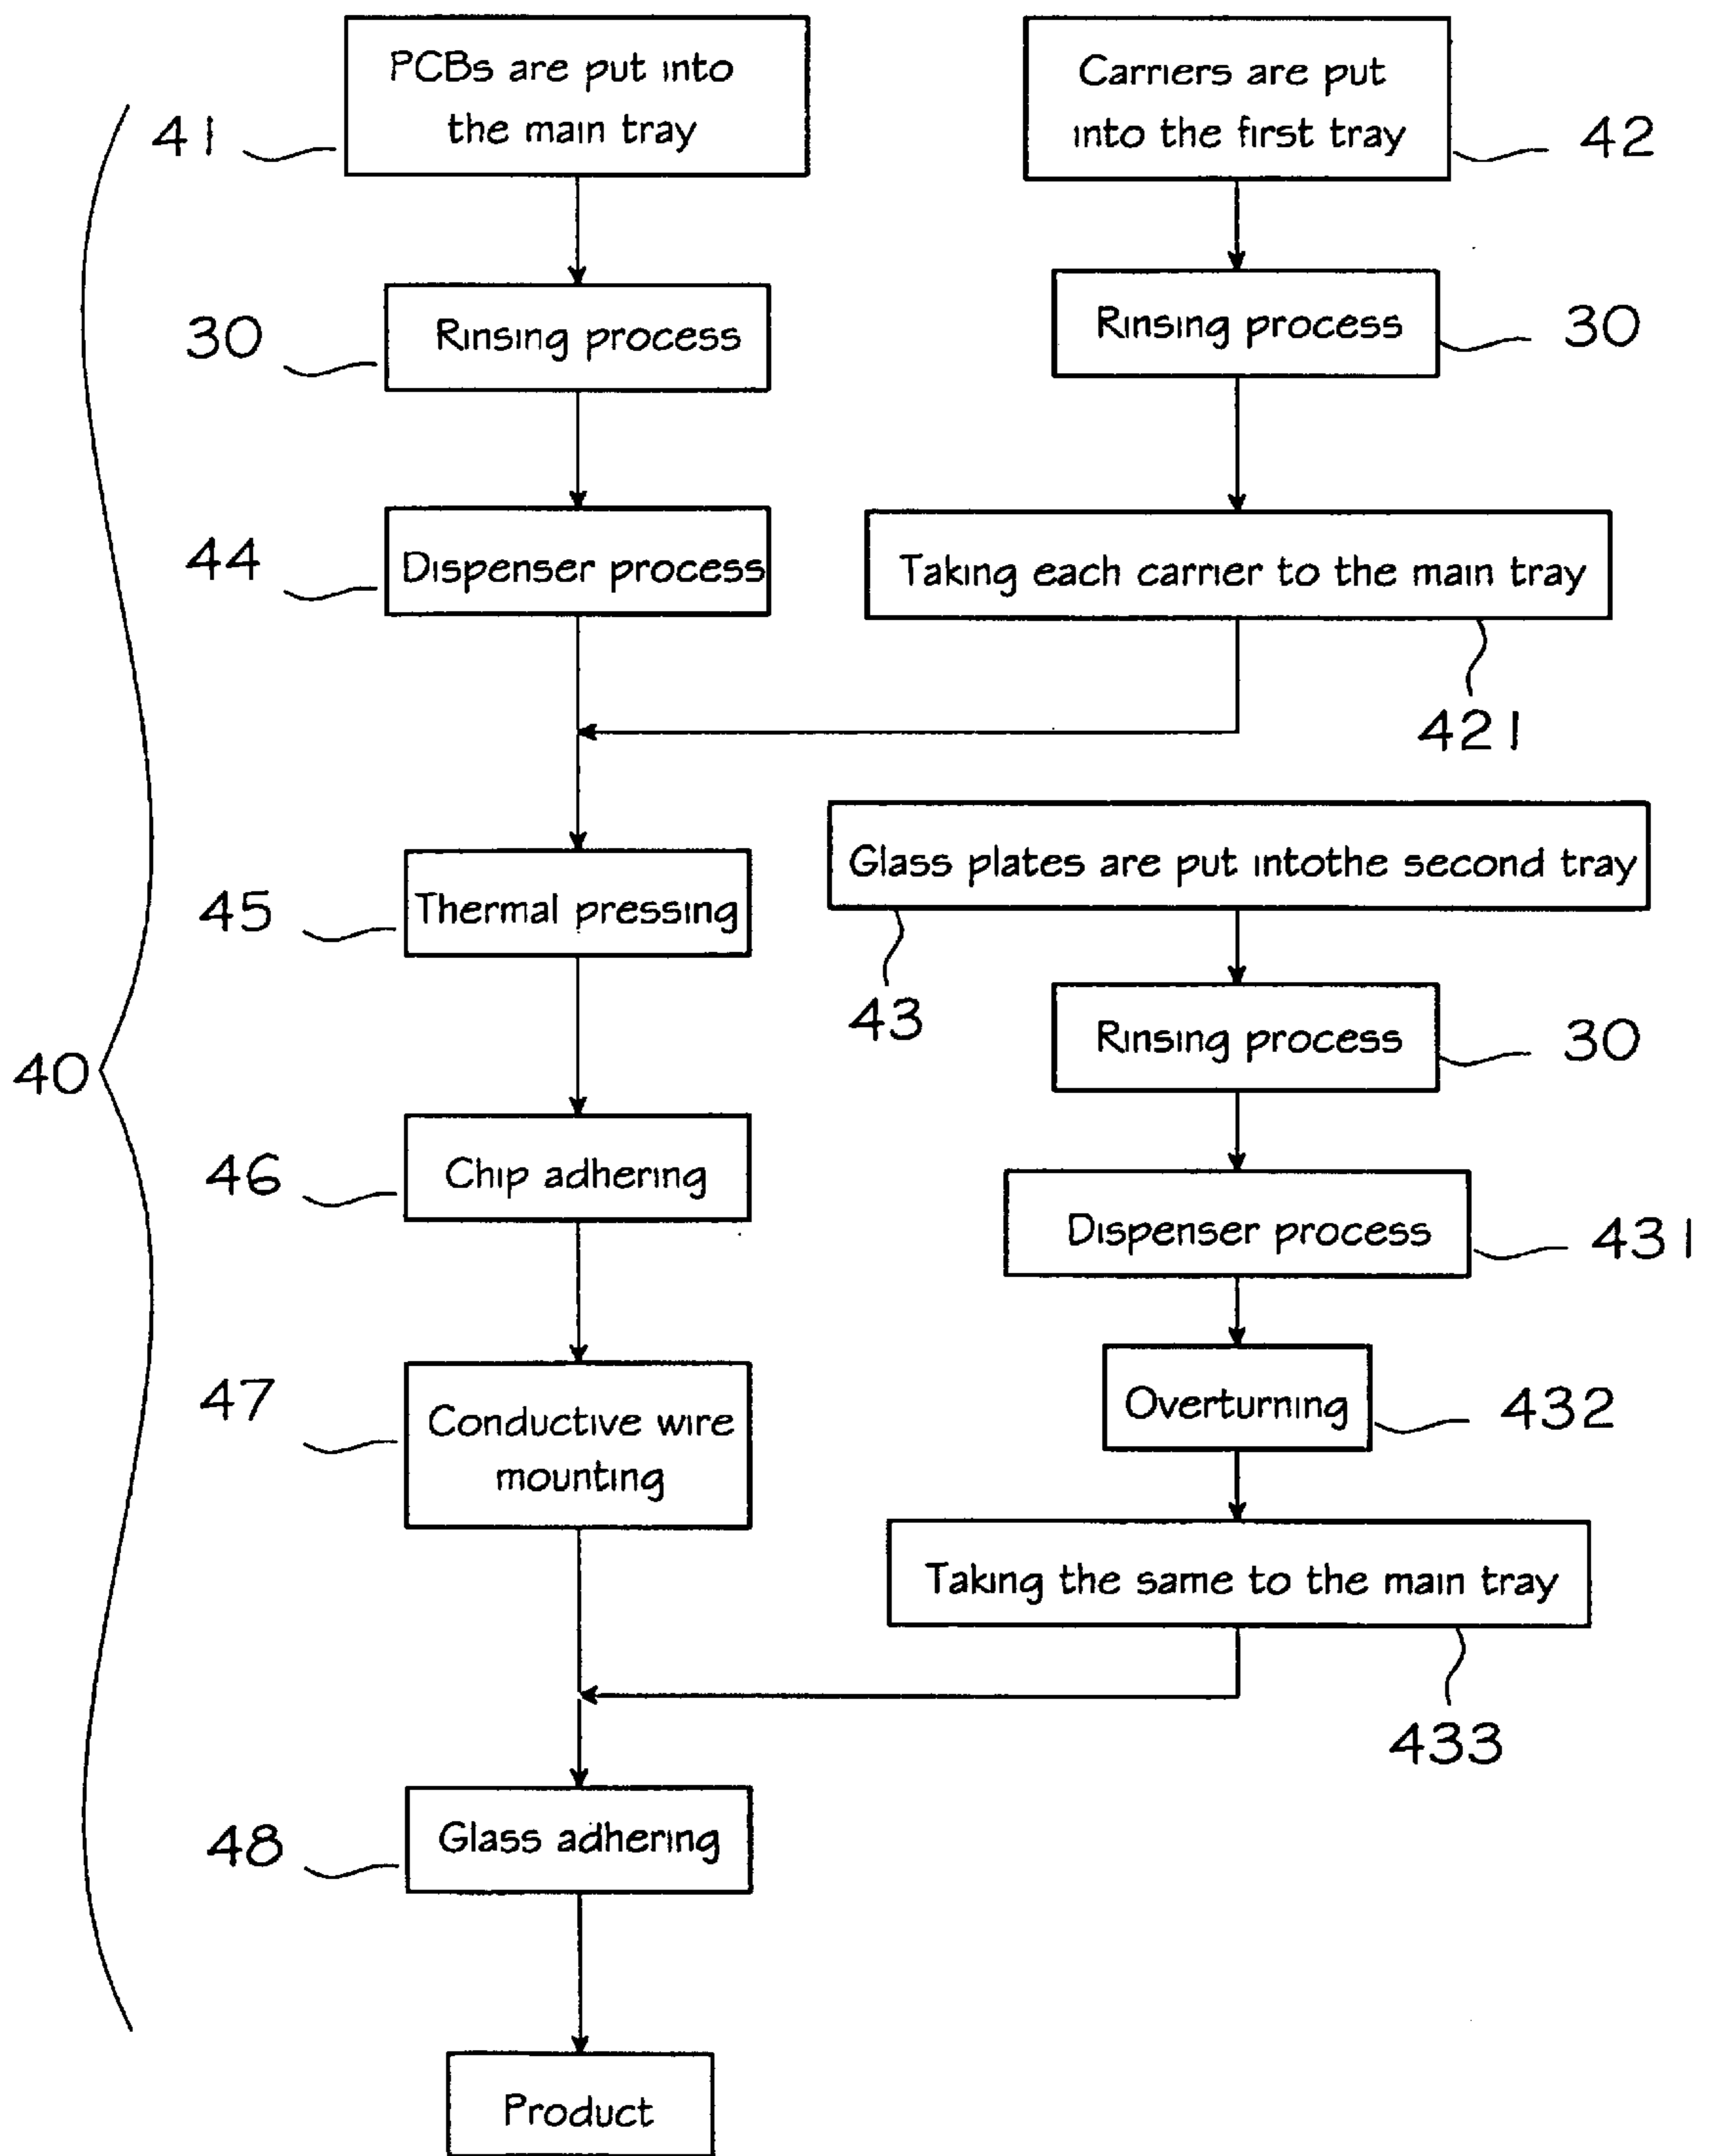 PCBs are put into
the main tray
41
Carriers are put
into the first tray
42
Rinsing process
30
Rinsing process
30
Dispenser process
44
Taking each carrier to the main tray
421
Glass plates are put intothe second tray
43
Thermal pressing
45
Rinsing process
30
40
Chip adhering
46
Dispenser process
431
Conductive wire
mounting
47
Overturning
432
Taking the same to the main tray
433
Glass adhering
48
Product